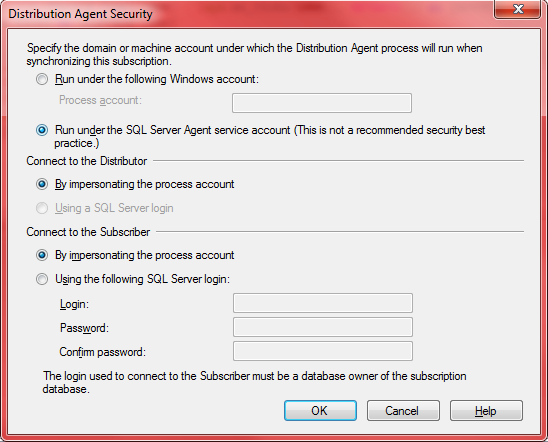 Distribution Agent Security
Specify the domain or machine account under which the Distribution Agent process will run when
synchronizing this subscription.
Run under the following Windows account:
Process account:
Run under the SQL Server Agent service account (This is not a recommended security best
practice.)
Connect to the Distributor
By impersonating the process account
Using a SQL Server login
Connect to the Subscriber
By impersonating the process account
Using the following SQL Server login:
Login:
Password:
Confirm password:
The login used to connect to the Subscriber must be a database owner of the subscription
database.
OK Cancel Help